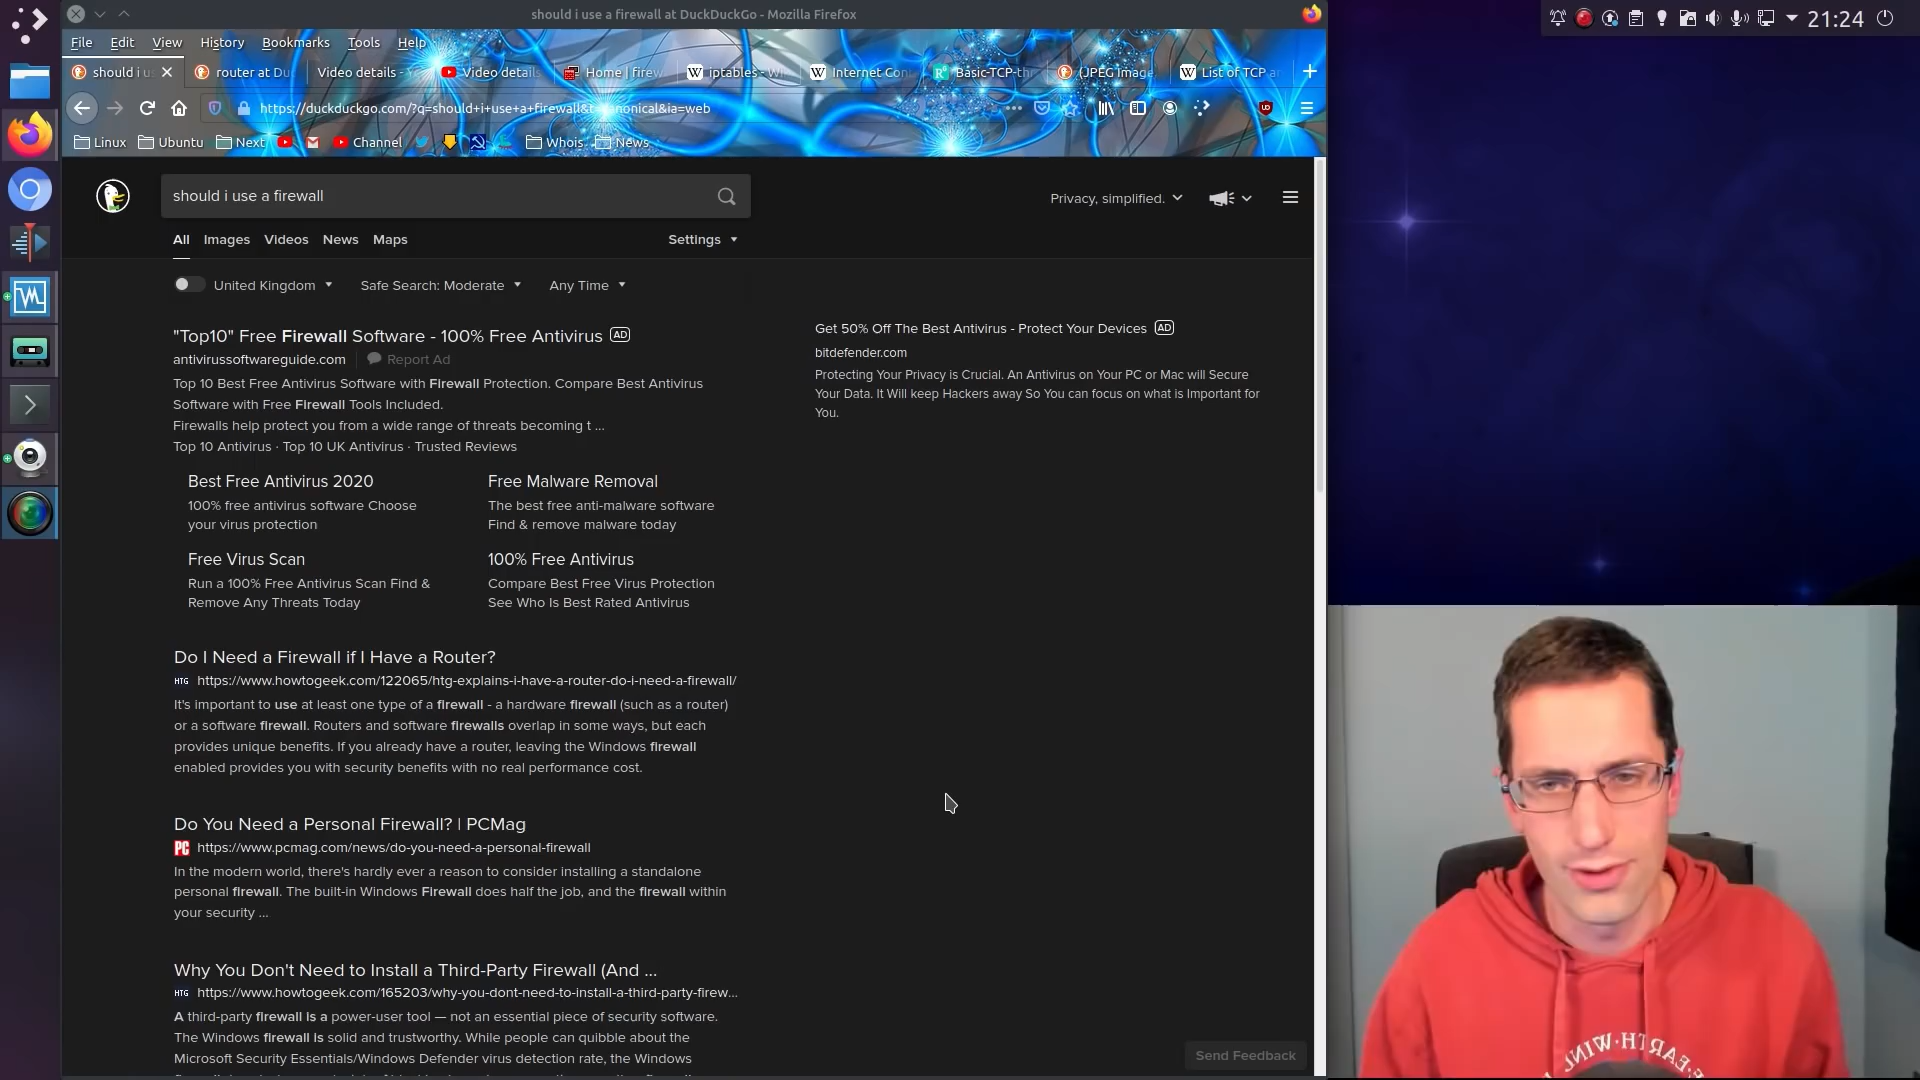 should i use a firewall at DuckDuckGo - Mozilla Firefox
21:24
File Edit View History Bookmarks Tools Help
should i us
router at Du
Video details - Y
Video details
Home | firew
iptables - Wi
Internet Con
Basic-TCP-th
(JPEG Image,
List of TCP an
https://duckduckgo.com/?q=should+i+use+a+firewall&t=canonical&ia=web
Linux Ubuntu Next Channel Whois News
should i use a firewall
Privacy, simplified.
All Images Videos News Maps Settings
United Kingdom Safe Search: Moderate Any Time
"Top10" Free Firewall Software - 100% Free Antivirus AD
antivirussoftwareguide.com Report Ad
Top 10 Best Free Antivirus Software with Firewall Protection. Compare Best Antivirus
Software with Free Firewall Tools Included.
Firewalls help protect you from a wide range of threats becoming t ...
Top 10 Antivirus · Top 10 UK Antivirus · Trusted Reviews
Best Free Antivirus 2020
100% free antivirus software Choose
your virus protection
Free Malware Removal
The best free anti-malware software
Find & remove malware today
Free Virus Scan
Run a 100% Free Antivirus Scan Find &
Remove Any Threats Today
100% Free Antivirus
Compare Best Free Virus Protection
See Who Is Best Rated Antivirus
Get 50% Off The Best Antivirus - Protect Your Devices AD
bitdefender.com
Protecting Your Privacy is Crucial. An Antivirus on Your PC or Mac will Secure
Your Data. It Will keep Hackers away So You can focus on what is Important for
You.
Do I Need a Firewall if I Have a Router?
HTG https://www.howtogeek.com/122065/htg-explains-i-have-a-router-do-i-need-a-firewall/
It's important to use at least one type of a firewall - a hardware firewall (such as a router)
or a software firewall. Routers and software firewalls overlap in some ways, but each
provides unique benefits. If you already have a router, leaving the Windows firewall
enabled provides you with security benefits with no real performance cost.
Do You Need a Personal Firewall? | PCMag
PC https://www.pcmag.com/news/do-you-need-a-personal-firewall
In the modern world, there's hardly ever a reason to consider installing a standalone
personal firewall. The built-in Windows Firewall does half the job, and the firewall within
your security ...
Why You Don't Need to Install a Third-Party Firewall (And ...
HTG https://www.howtogeek.com/165203/why-you-dont-need-to-install-a-third-party-firew...
A third-party firewall is a power-user tool — not an essential piece of security software.
The Windows firewall is solid and trustworthy. While people can quibble about the
Microsoft Security Essentials/Windows Defender virus detection rate, the Windows
Send Feedback